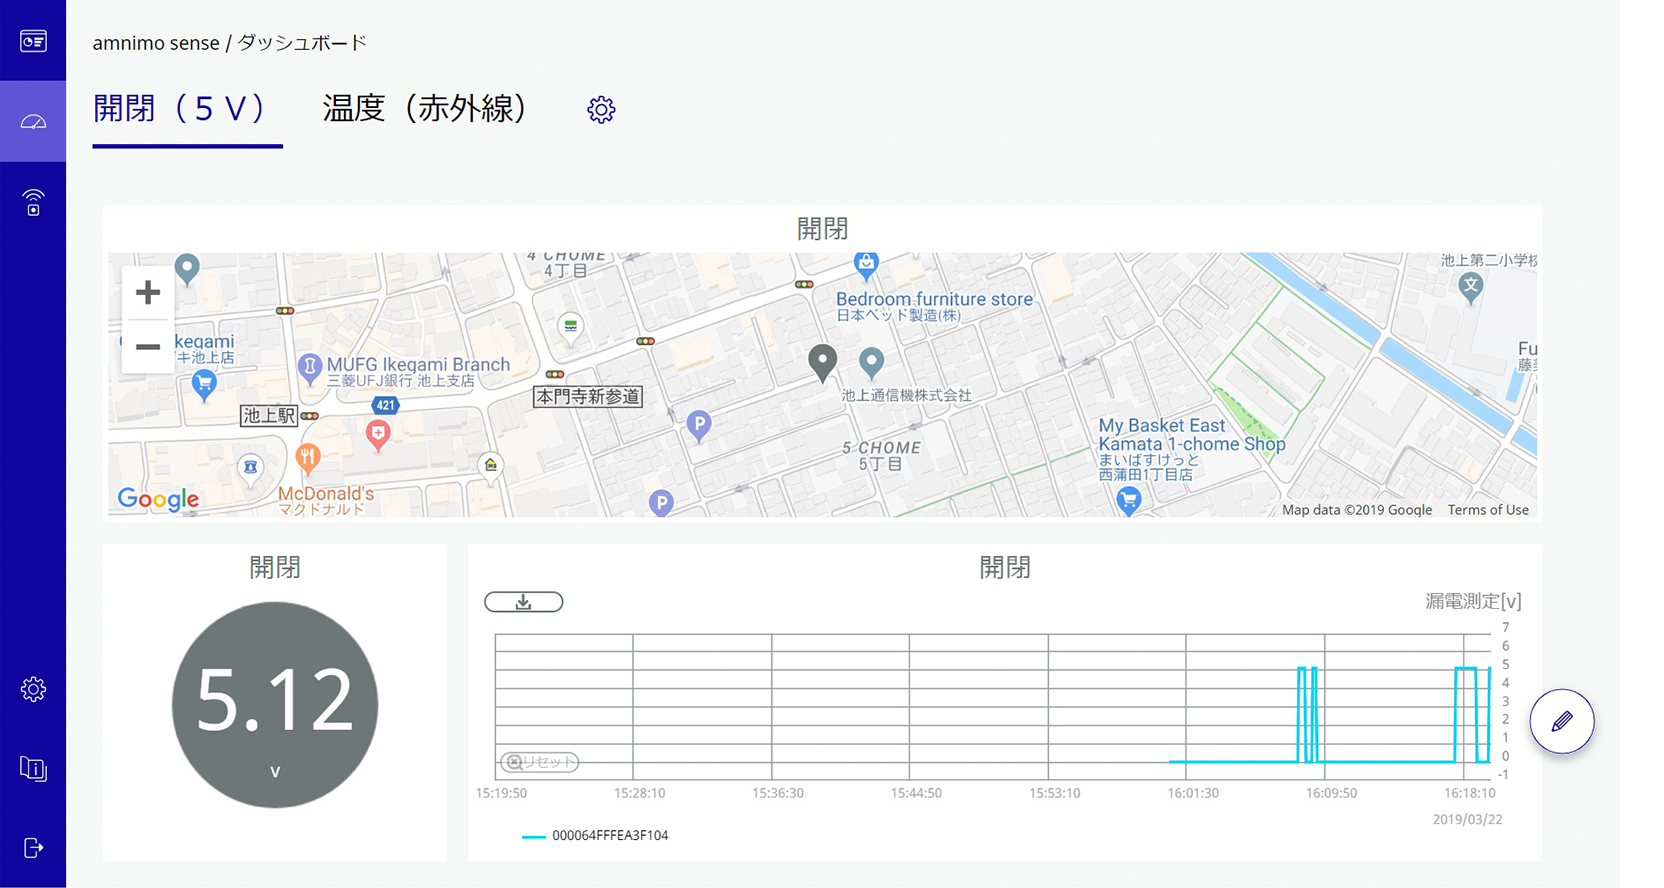 amnimo sense / ダッシュボード
開閉（５Ｖ）
温度（赤外線）
開閉
4 CHOME
4丁目
池上第二小学校
Bedroom furniture store
日本ベッド製造(株)
kegami
キ池上店
MUFG Ikegami Branch
三菱UFJ銀行 池上支店
Fu
421
本門寺新参道
池上通信機株式会社
池上駅
P
My Basket East
Kamata 1-chome Shop
まいばすけっと
西蒲田1丁目店
5 CHOME
5丁目
McDonald's
マクドナルド
Google
P
Map data ©2019 Google
Terms of Use
開閉
5.12
v
開閉
漏電測定[v]
7
6
5
4
3
2
1
0
-1
リセット
15:19:50
15:28:10
15:36:30
15:44:50
15:53:10
16:01:30
16:09:50
16:18:10
2019/03/22
000064FFFEA3F104